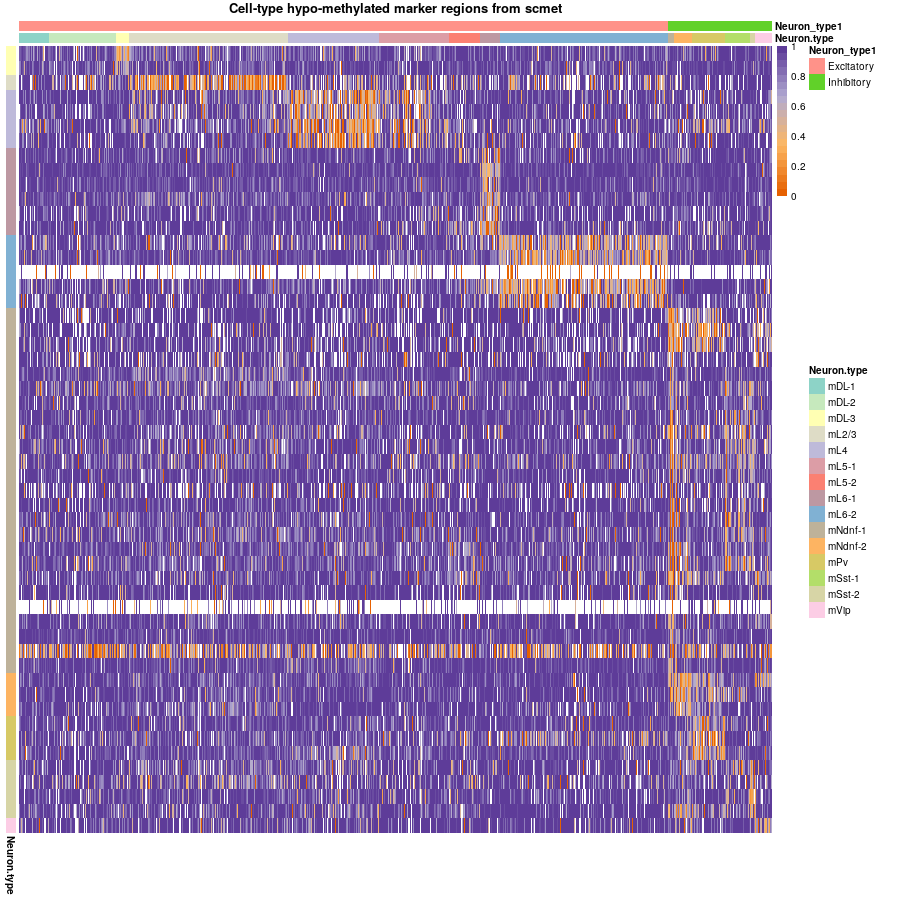 Cell-type hypo-methylated marker regions from scmet
Neuron_type1
Neuron.type
1
0.8
0.6
0.4
0.2
0
Neuron_type1
Excitatory
Inhibitory
Neuron.type
mDL-1
mDL-2
mDL-3
mL2/3
mL4
mL5-1
mL5-2
mL6-1
mL6-2
mNdnf-1
mNdnf-2
mPv
mSst-1
mSst-2
mVip
Neuron.type